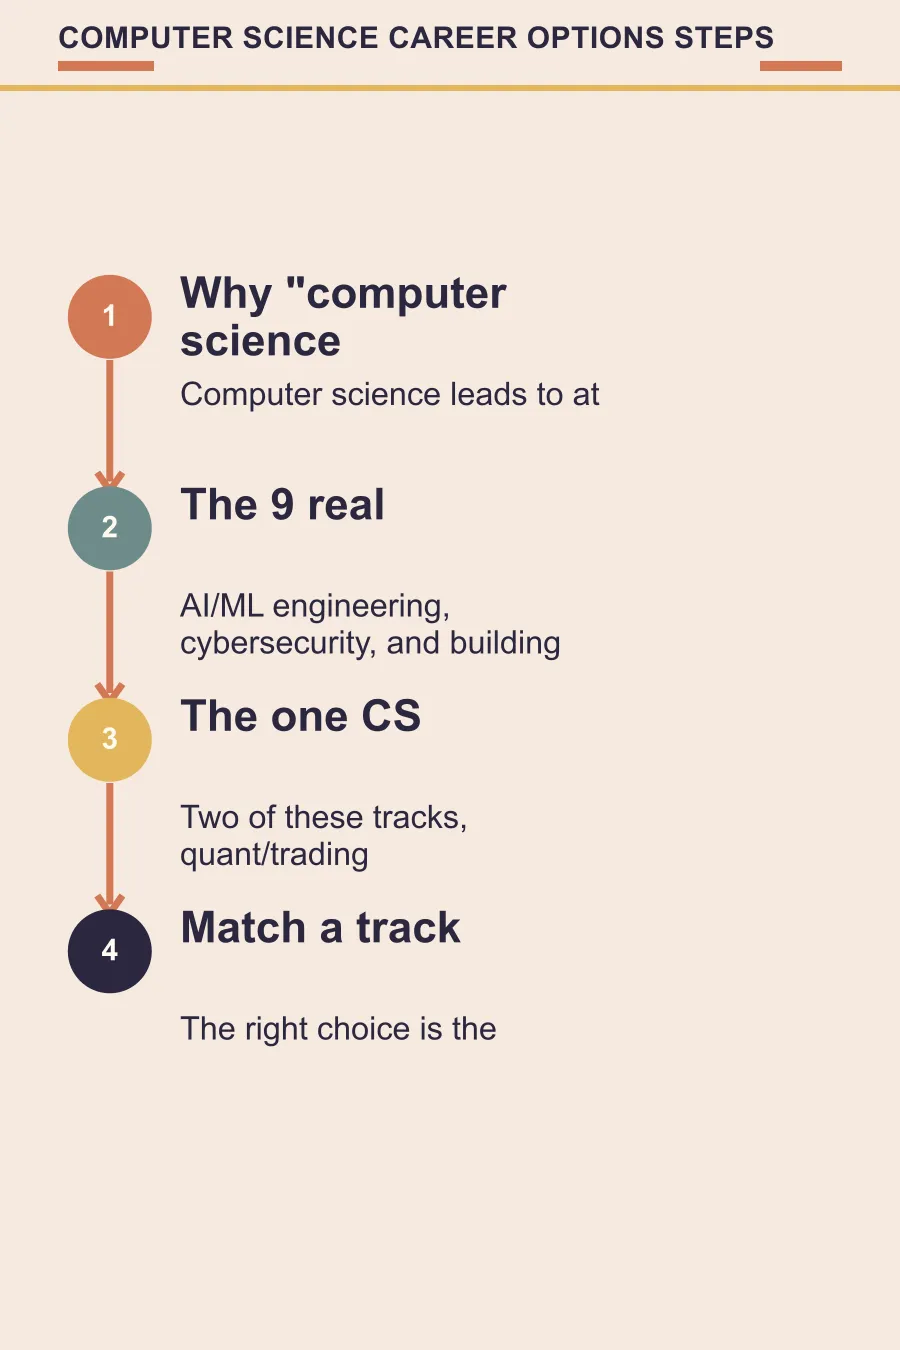 COMPUTER SCIENCE CAREER OPTIONS STEPS
1
Why "computer
science
Computer science leads to at
2
The 9 real
AI/ML engineering,
cybersecurity, and building
3
The one CS
Two of these tracks,
quant/trading
4
Match a track
The right choice is the